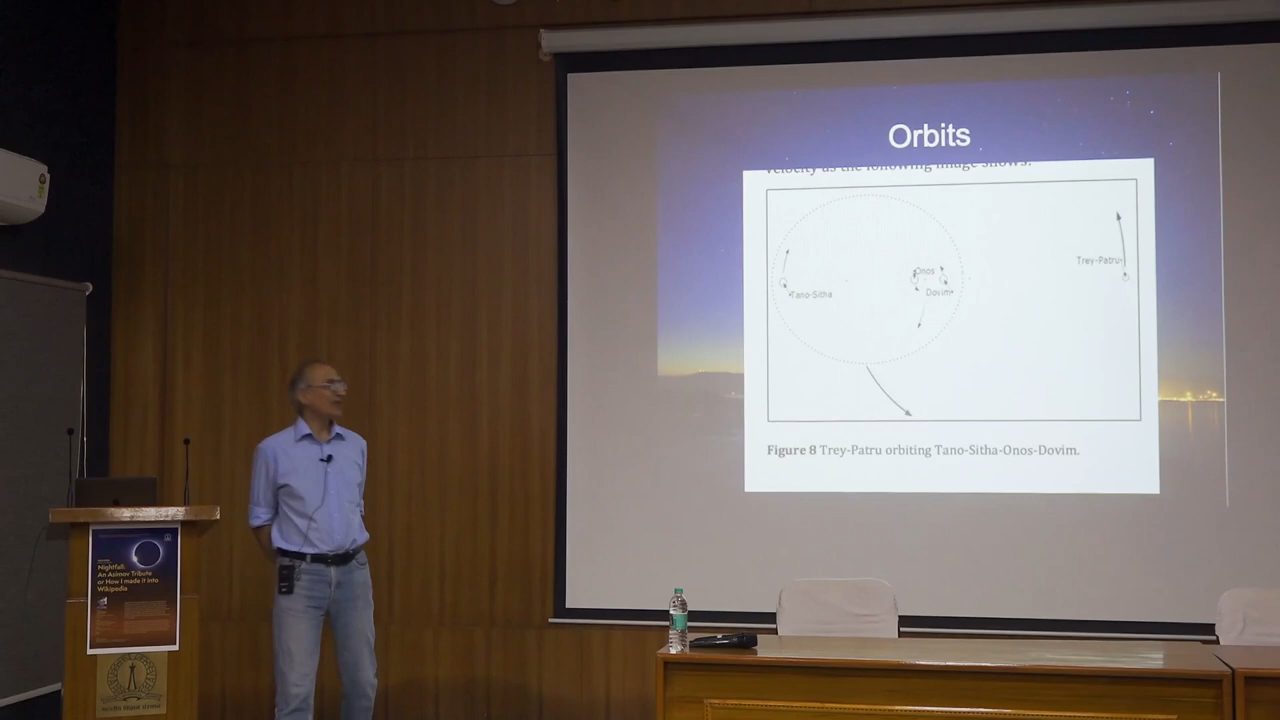 Orbits
velocity as the following image shows:
Onos
Trey-Patru
Tano-Sitha
Dovim
Figure 8 Trey-Patru orbiting Tano-Sitha-Onos-Dovim.
Nightfall:
An Asimov Tribute
or How I made it into
Wikipedia